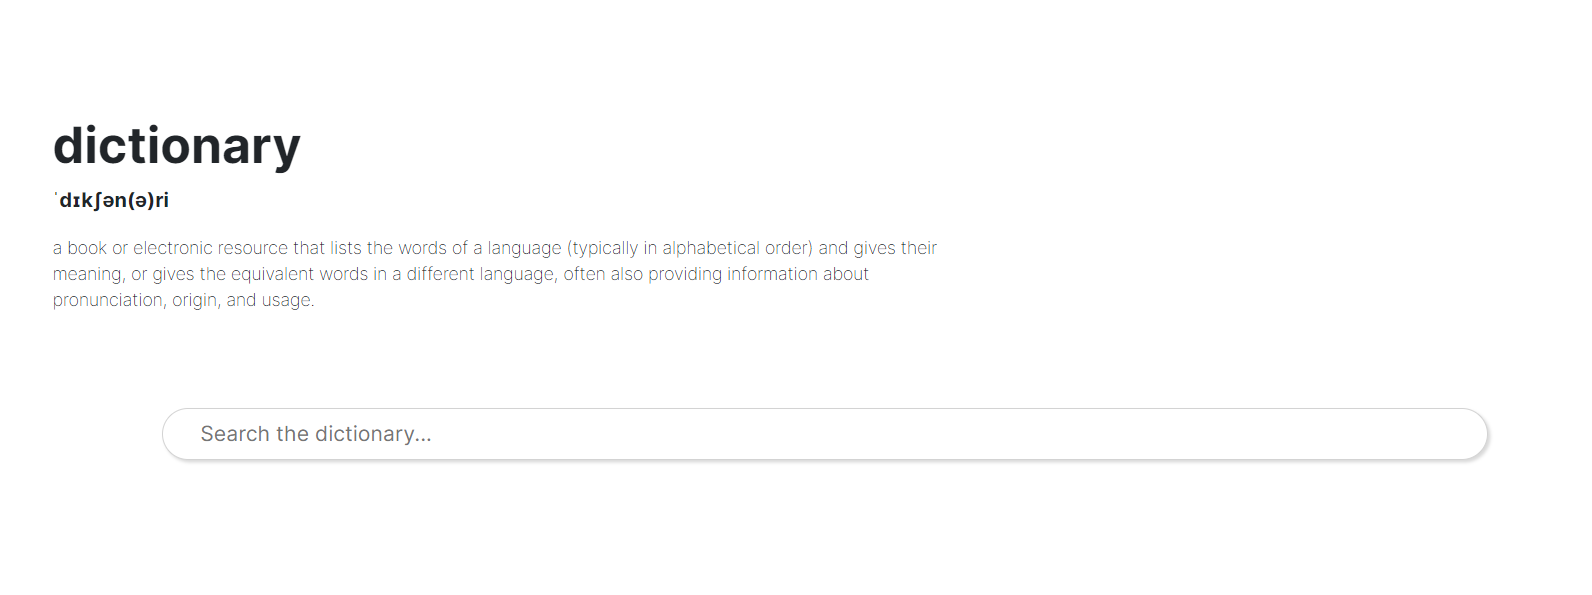 dictionary
ˈdɪkʃən(ə)ri
a book or electronic resource that lists the words of a language (typically in alphabetical order) and gives their
meaning, or gives the equivalent words in a different language, often also providing information about
pronunciation, origin, and usage.
Search the dictionary...